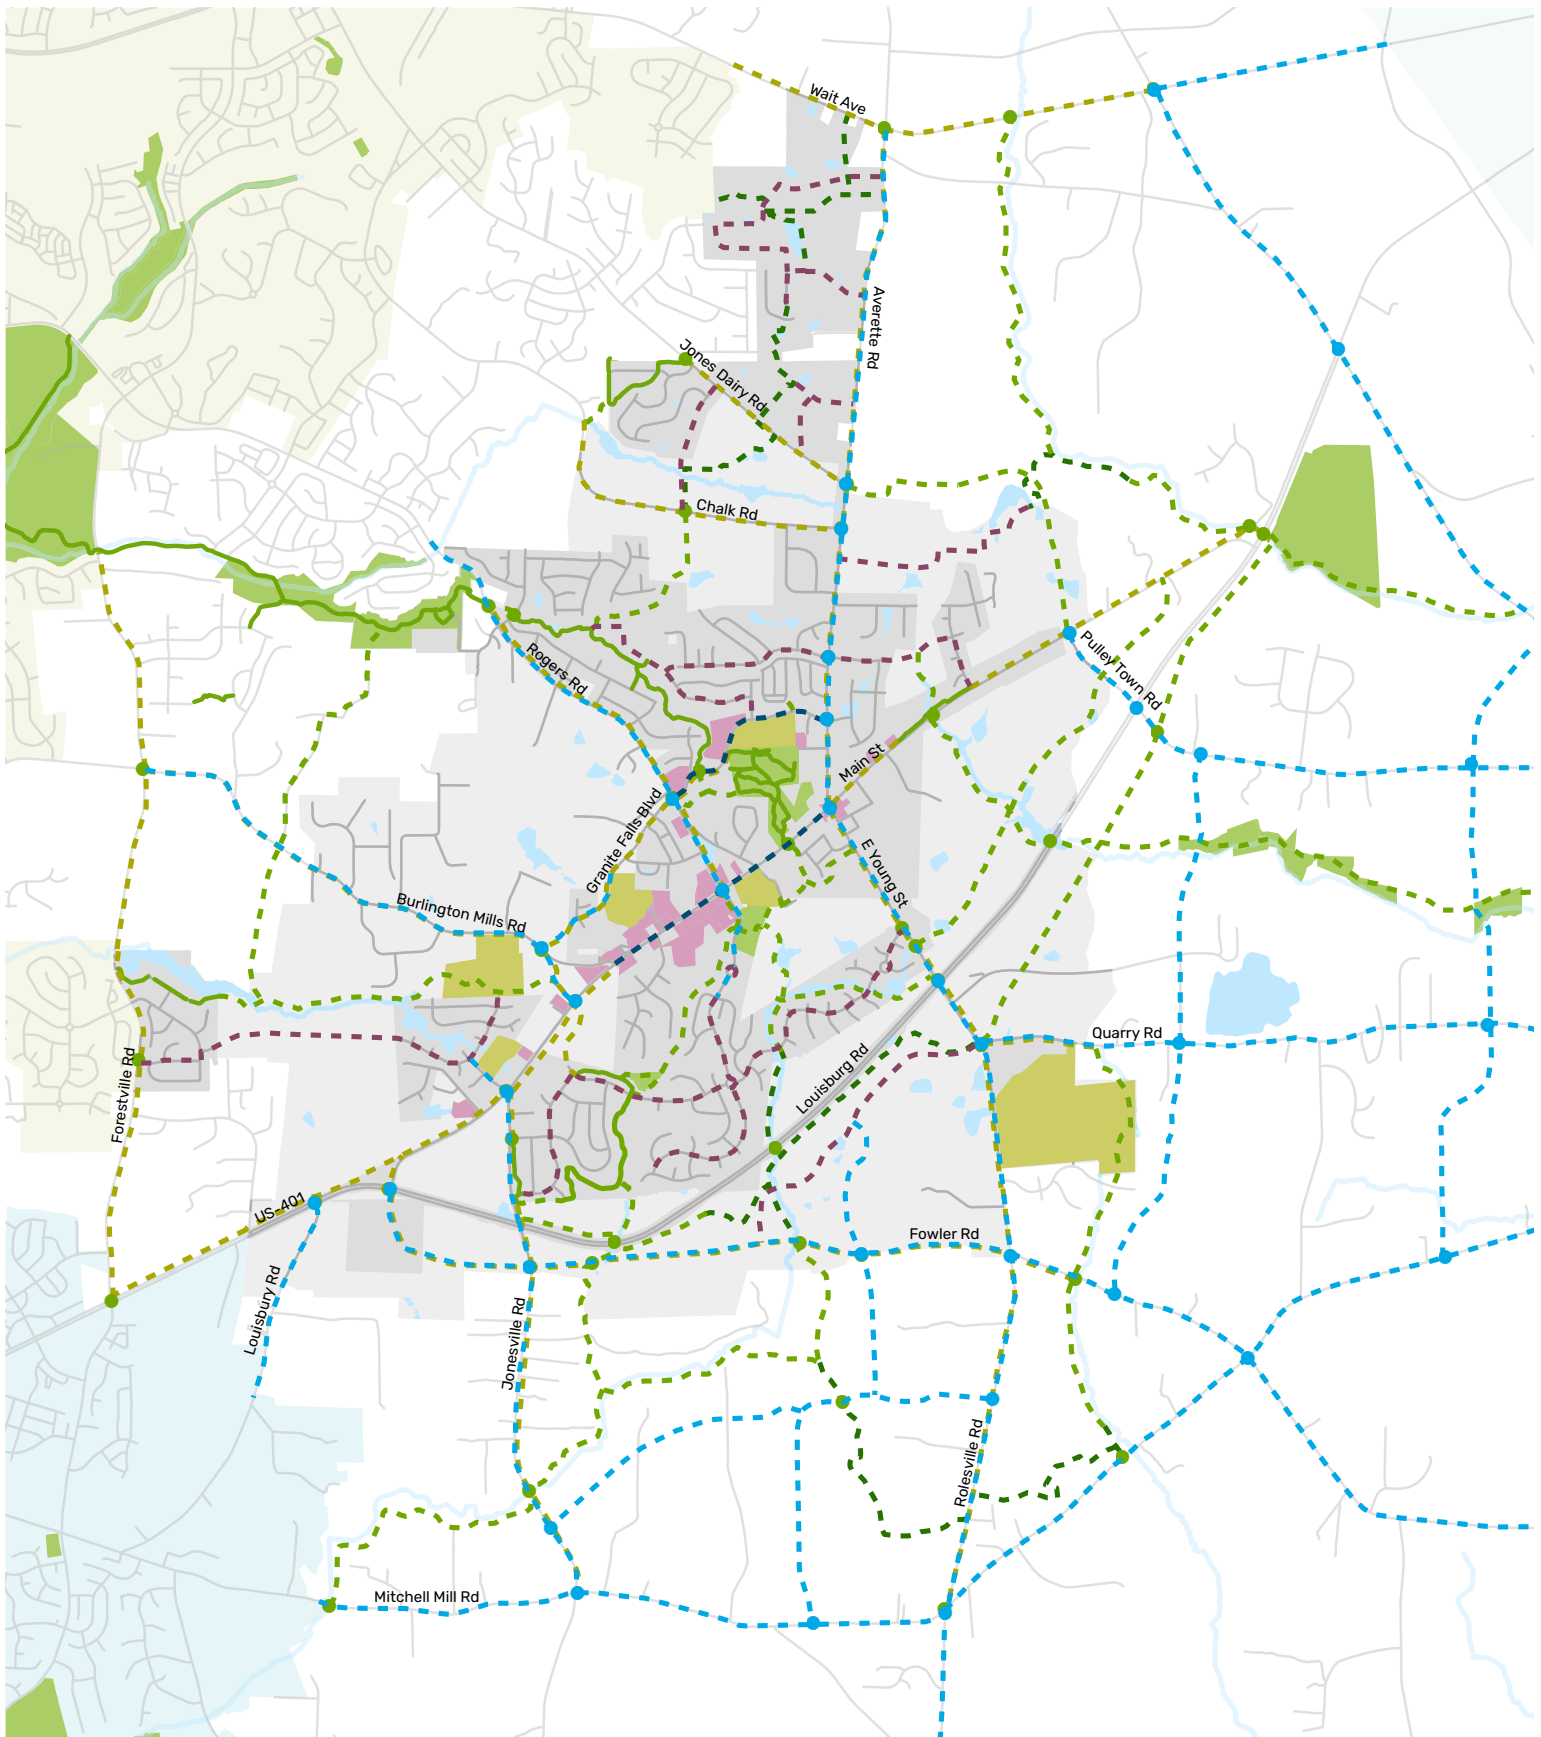 Wait Ave
Averette Rd
Jones Dairy Rd
Chalk Rd
Rogers Rd
Pulley Town Rd
Main St
Granite Falls Blvd
E Young St
Burlington Mills Rd
Quarry Rd
Louisburg Rd
Forestville Rd
US-401
Fowler Rd
Louisbury Rd
Jonesville Rd
Rolesville Rd
Mitchell Mill Rd